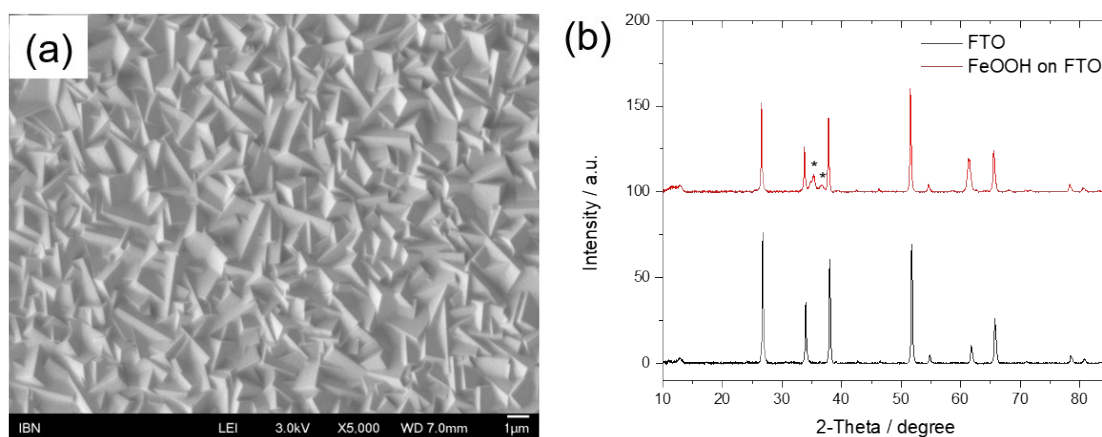 (a)
IBN LEI 3.0kV X5,000 WD 7.0mm 1µm
(b)
200
150
100
50
0
Intensity / a.u.
FTO
FeOOH on FTO
*
*
10 20 30 40 50 60 70 80
2-Theta / degree